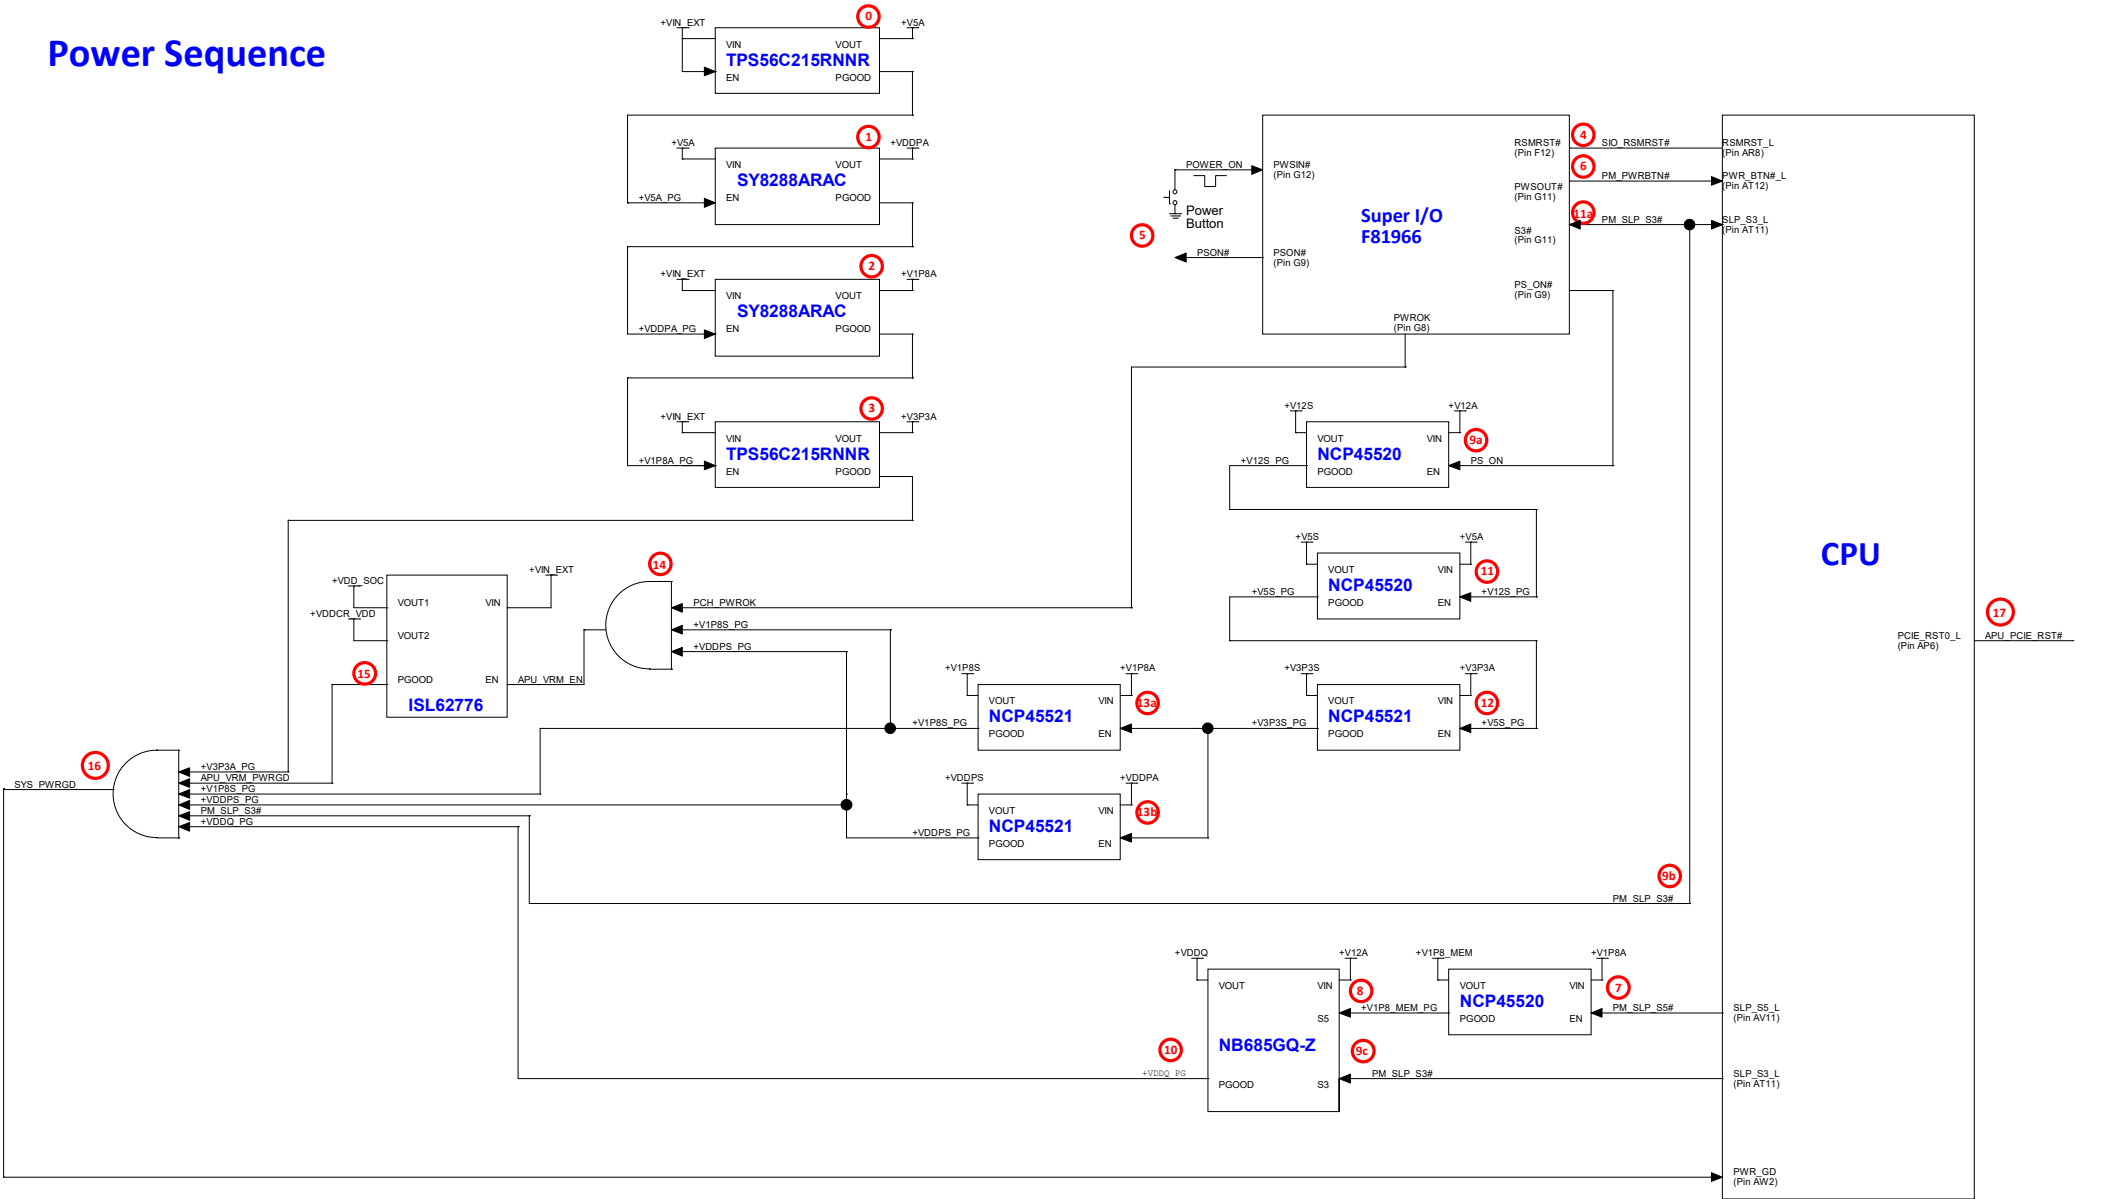 Power Sequence
0
+VIN_EXT
+V5A
VIN
VOUT
TPS56C215RNNR
EN
PGOOD
1
+V5A
+VDDPA
VIN
VOUT
SY8288ARAC
+V5A_PG
EN
PGOOD
2
+VIN_EXT
+V1P8A
VIN
VOUT
SY8288ARAC
+VDDPA_PG
EN
PGOOD
3
+VIN_EXT
+V3P3A
VIN
VOUT
TPS56C215RNNR
+V1P8A_PG
EN
PGOOD
POWER_ON
Power
Button
5
PSON#
PWSIN#
(Pin G12)
PSON#
(Pin G9)
Super I/O
F81966
RSMRST#
(Pin F12)
PWSOUT#
(Pin G11)
S3#
(Pin G11)
PS_ON#
(Pin G9)
PWROK
(Pin G8)
4
SIO_RSMRST#
6
PM_PWRBTN#
11a
PM_SLP_S3#
RSMRST_L
(Pin AR8)
PWR_BTN#_L
(Pin AT12)
SLP_S3_L
(Pin AT11)
CPU
+V12S
+V12A
VOUT
VIN
9a
NCP45520
+V12S_PG
PGOOD
EN
PS_ON
+V5S
+V5A
VOUT
VIN
11
NCP45520
+V5S_PG
PGOOD
EN
+V12S_PG
+V3P3S
+V3P3A
VOUT
VIN
12
NCP45521
+V3P3S_PG
PGOOD
EN
+V5S_PG
+V1P8S
+V1P8A
VOUT
VIN
13a
NCP45521
+V1P8S_PG
PGOOD
EN
+VDDPS
+VDDPA
VOUT
VIN
13b
NCP45521
+VDDPS_PG
PGOOD
EN
14
PCH_PWROK
+V1P8S_PG
+VDDPS_PG
+VDD_SOC
+VIN_EXT
VOUT1
VIN
+VDDCR_VDD
VOUT2
15
PGOOD
EN
APU_VRM_EN
ISL62776
16
SYS_PWRGD
+V3P3A_PG
APU_VRM_PWRGD
+V1P8S_PG
+VDDPS_PG
PM_SLP_S3#
+VDDQ_PG
17
PCIE_RST0_L
(Pin AP6)
APU_PCIE_RST#
9b
PM_SLP_S3#
+VDDQ
+V12A
VOUT
VIN
8
S5
+V1P8_MEM_PG
NB685GQ-Z
10
+VDDQ_PG
PGOOD
S3
9c
PM_SLP_S3#
+V1P8_MEM
+V1P8A
VOUT
VIN
7
NCP45520
PGOOD
EN
PM_SLP_S5#
SLP_S5_L
(Pin AV11)
SLP_S3_L
(Pin AT11)
PWR_GD
(Pin AW2)